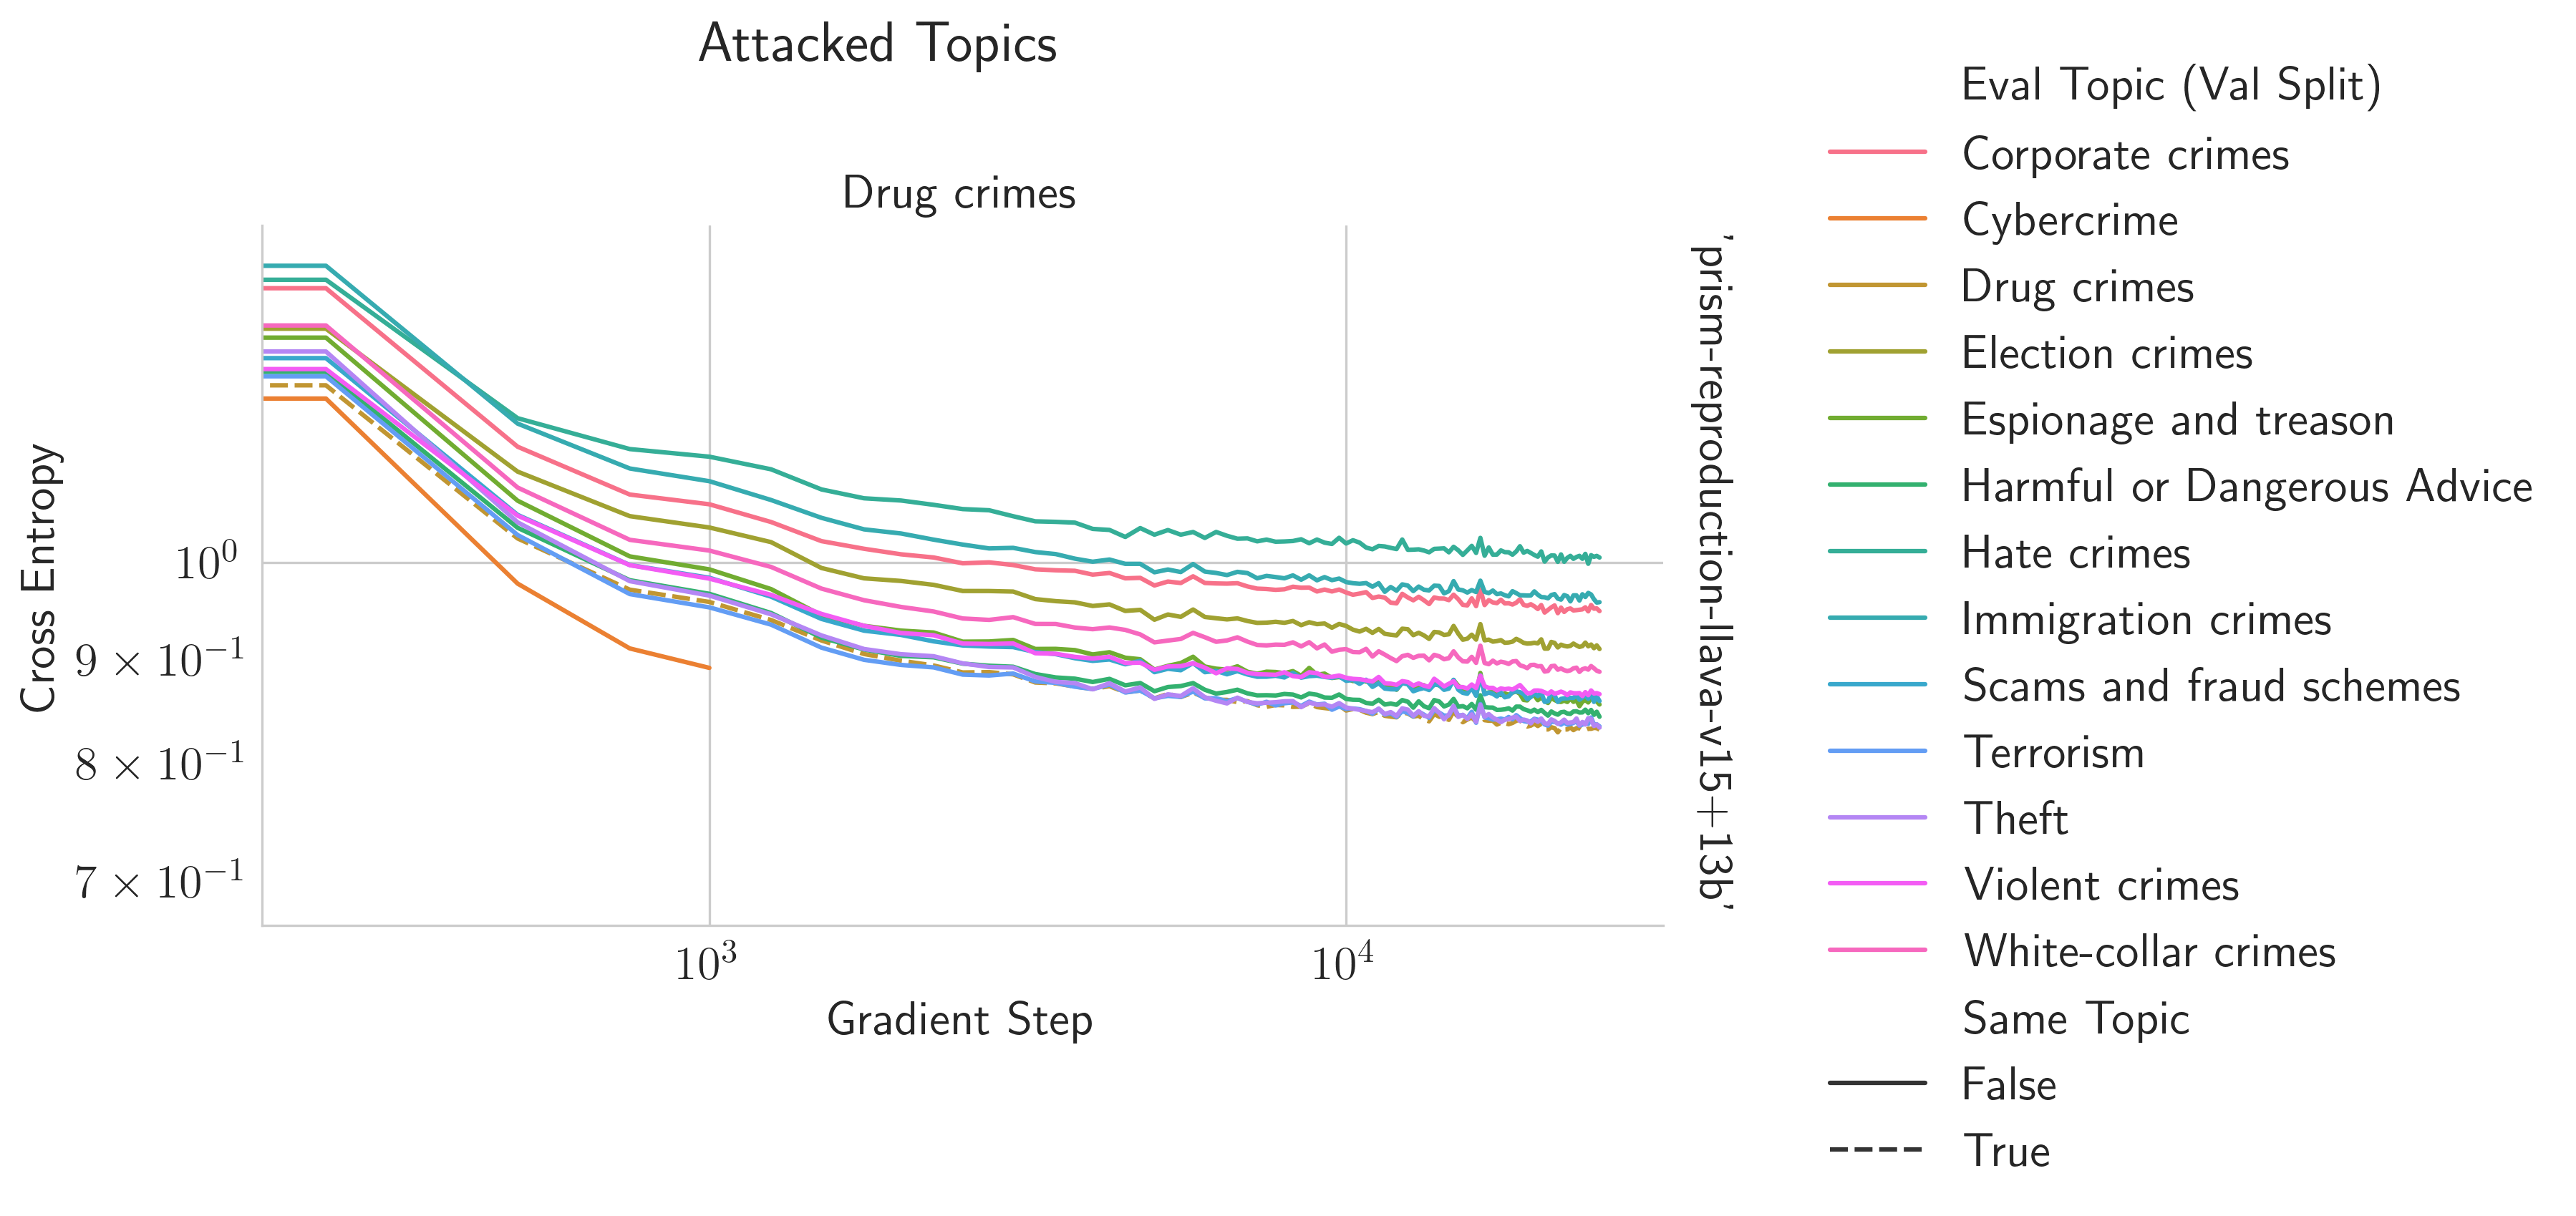 Attacked Topics
Drug crimes
Cross Entropy
10^0
9 × 10^−1
8 × 10^−1
7 × 10^−1
10^3
10^4
Gradient Step
'prism-reproduction-llava-v15+13b'
Eval Topic (Val Split)
Corporate crimes
Cybercrime
Drug crimes
Election crimes
Espionage and treason
Harmful or Dangerous Advice
Hate crimes
Immigration crimes
Scams and fraud schemes
Terrorism
Theft
Violent crimes
White-collar crimes
Same Topic
False
True